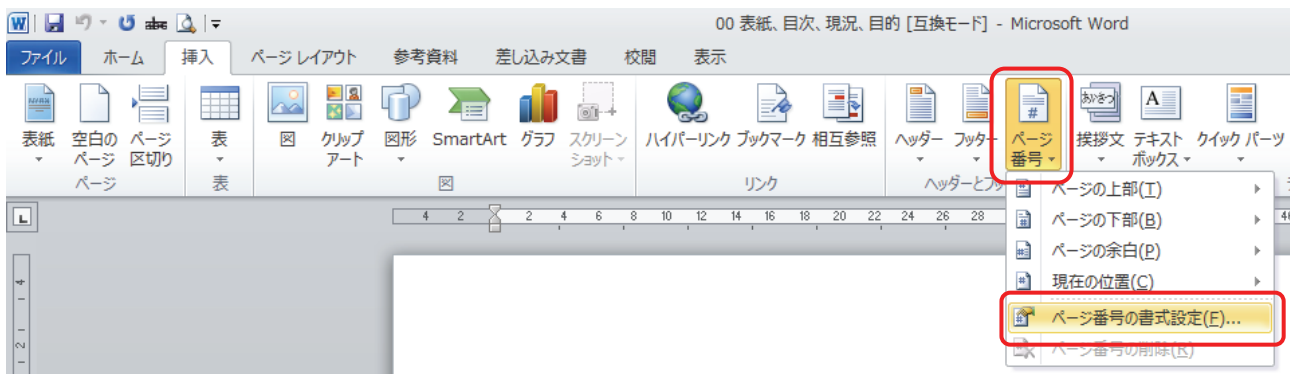 00 表紙、目次、現況、目的 [互換モード] - Microsoft Word
ファイル ホーム 挿入 ページ レイアウト 参考資料 差し込み文書 校閲 表示
表紙 空白の ページ 表 図 クリップ 図形 SmartArt グラフ スクリーン ハイパーリンク ブックマーク 相互参照 ヘッダー フッター ページ 挨拶文 テキスト クイック パーツ
ページ 区切り アート ショット 番号 ボックス
ページ 表 図 リンク ヘッダーとフッ
ページの上部(T)
4 2 2 4 6 8 10 12 14 16 18 20 22 24 26 28
ページの下部(B)
ページの余白(P)
現在の位置(C)
ページ番号の書式設定(F)...
ページ番号の削除(R)